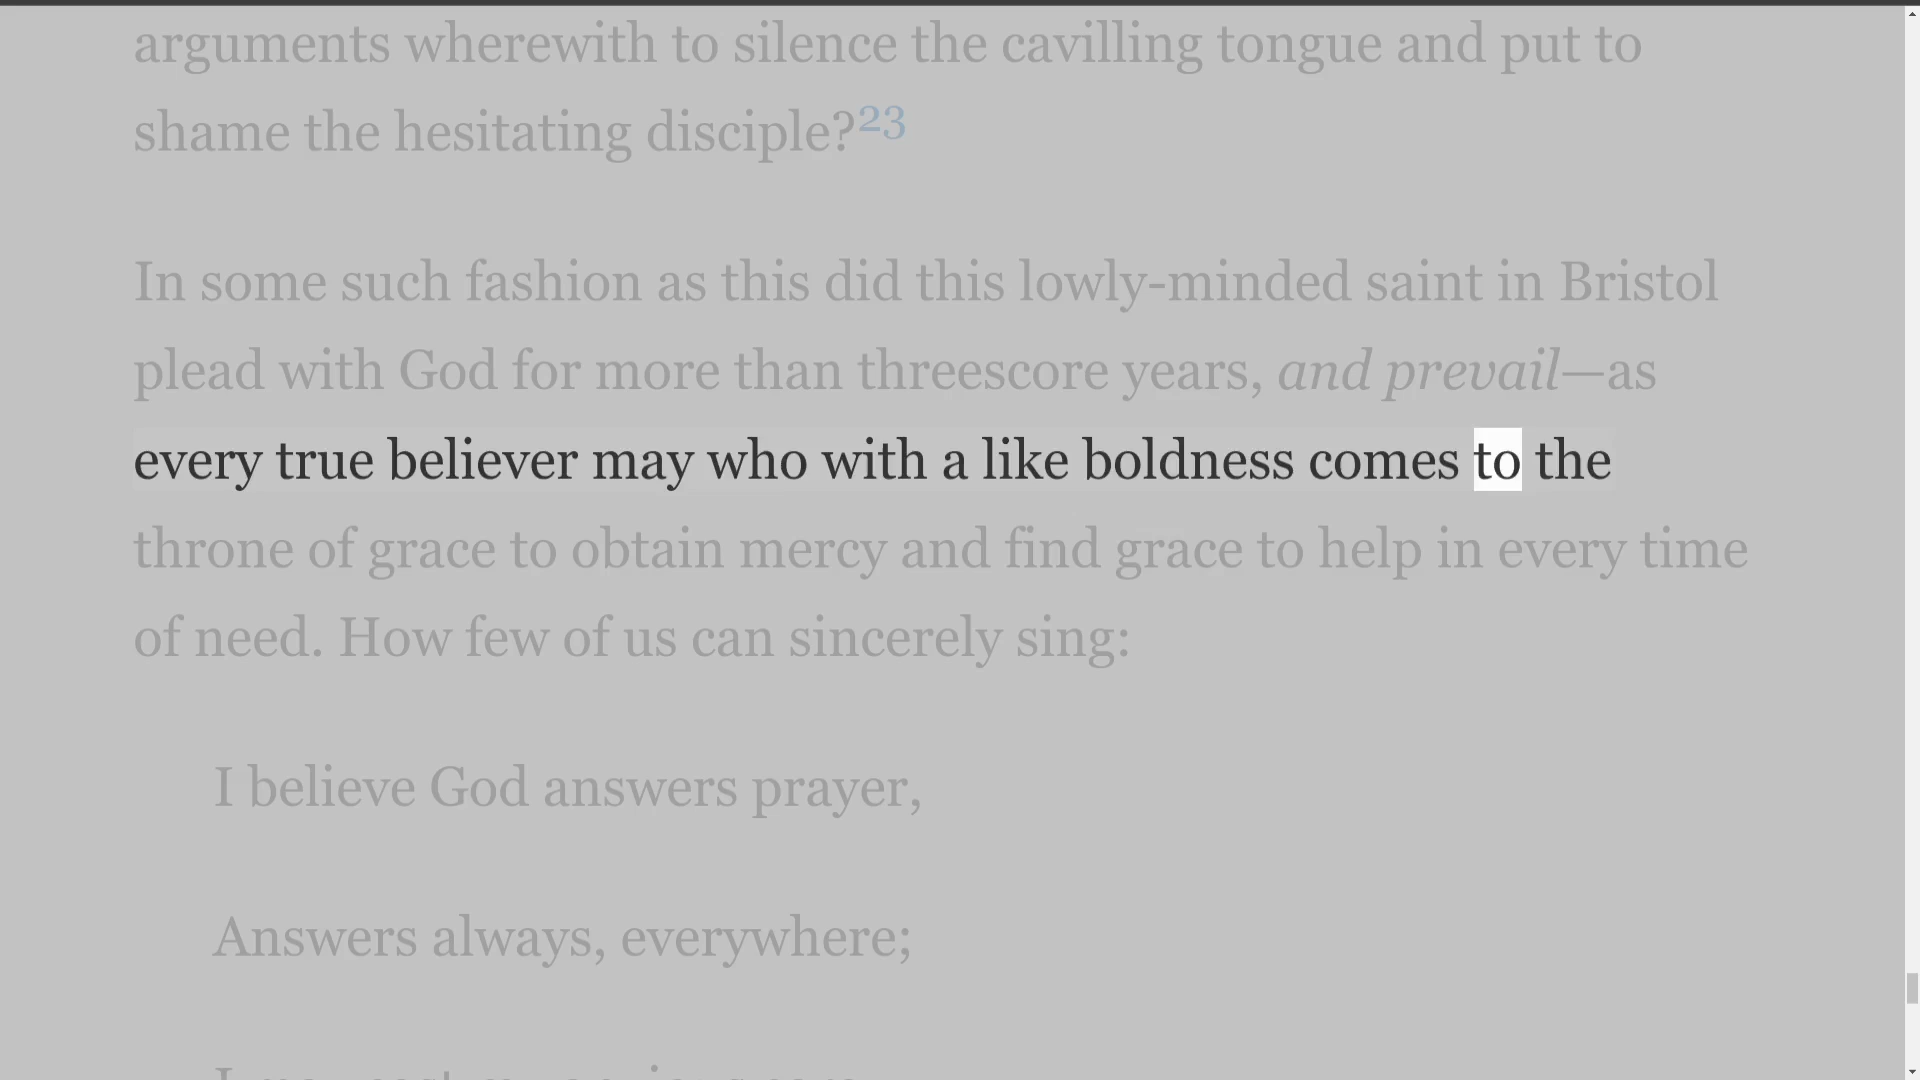 arguments wherewith to silence the cavilling tongue and put to
shame the hesitating disciple?23
In some such fashion as this did this lowly-minded saint in Bristol
plead with God for more than threescore years, and prevail—as
every true believer may who with a like boldness comes to the
throne of grace to obtain mercy and find grace to help in every time
of need. How few of us can sincerely sing:
I believe God answers prayer,
Answers always, everywhere;